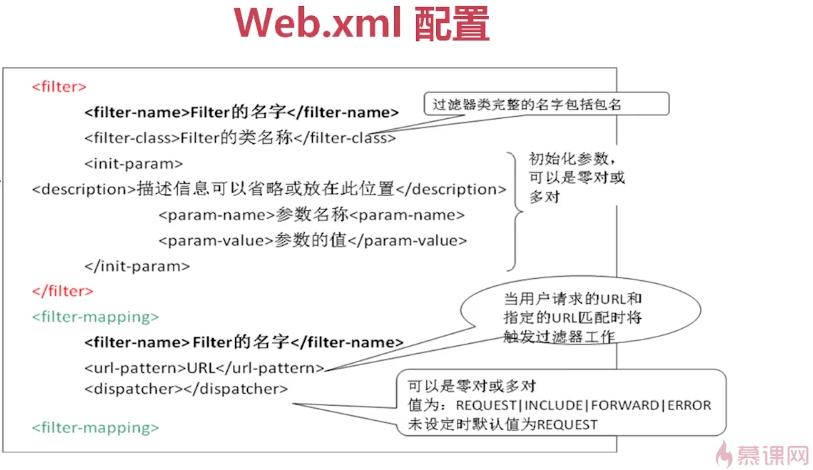 Web.xml 配置
<filter>
<filter-name>Filter的名字</filter-name>
过滤器类完整的名字包括包名
<filter-class>Filter的类名称</filter-class>
<init-param>
初始化参数，
可以是零对或
多对
<description>描述信息可以省略或放在此位置</description>
<param-name>参数名称<param-name>
<param-value>参数的值</param-value>
</init-param>
</filter>
当用户请求的URL和
指定的URL匹配时将
触发过滤器工作
<filter-mapping>
<filter-name>Filter的名字</filter-name>
<url-pattern>URL</url-pattern>
<dispatcher></dispatcher>
可以是零对或多对
值为：REQUEST|INCLUDE|FORWARD|ERROR
未设定时默认值为REQUEST
<filter-mapping>
慕课网